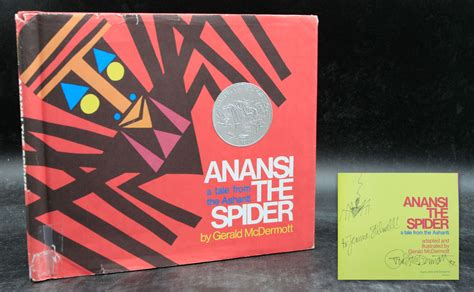 ANANSI
a tale from
the Ashanti
THE
SPIDER
by Gerald McDermott
ANANSI
THE
SPIDER
a tale from the Ashanti
adapted and
illustrated by
Gerald McDermott